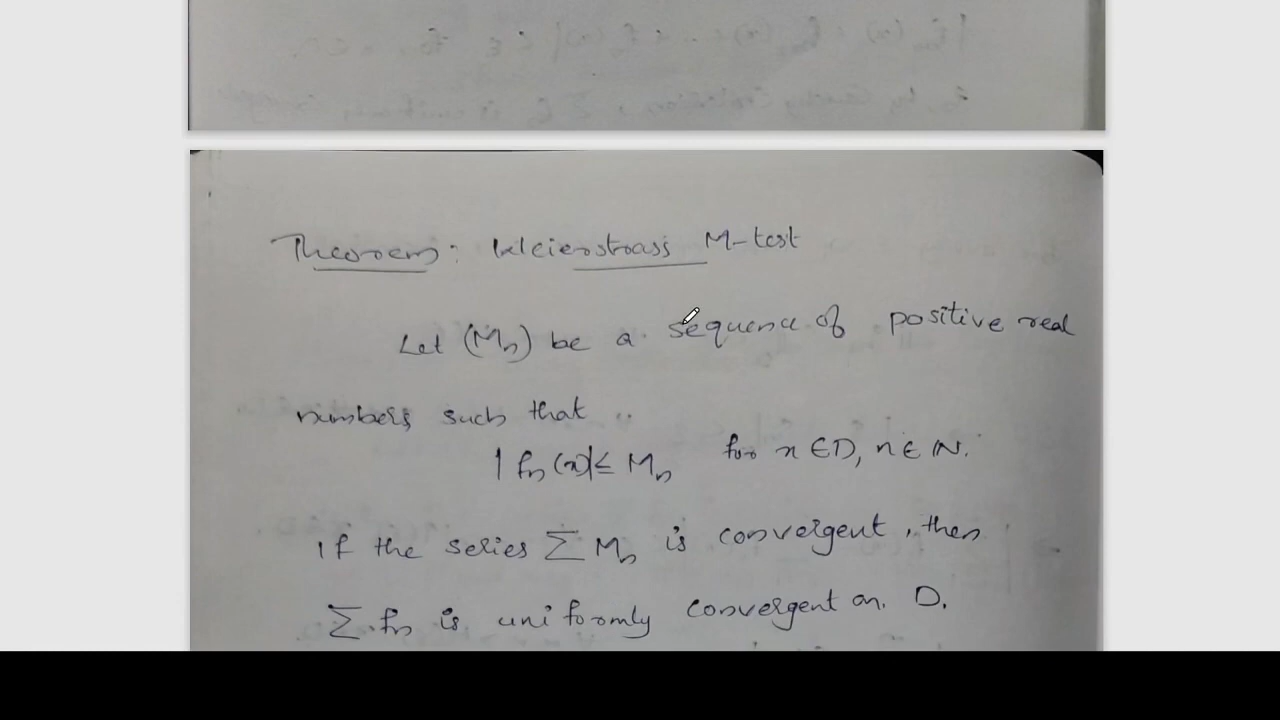 Theorem: Weierstrass M-test
Let (Mn) be a sequence of positive real
numbers such that
|fn(x)| ≤ Mn for x ∈ D, n ∈ N.
If the series Σ Mn is convergent, then
Σ fn is uniformly convergent on D.